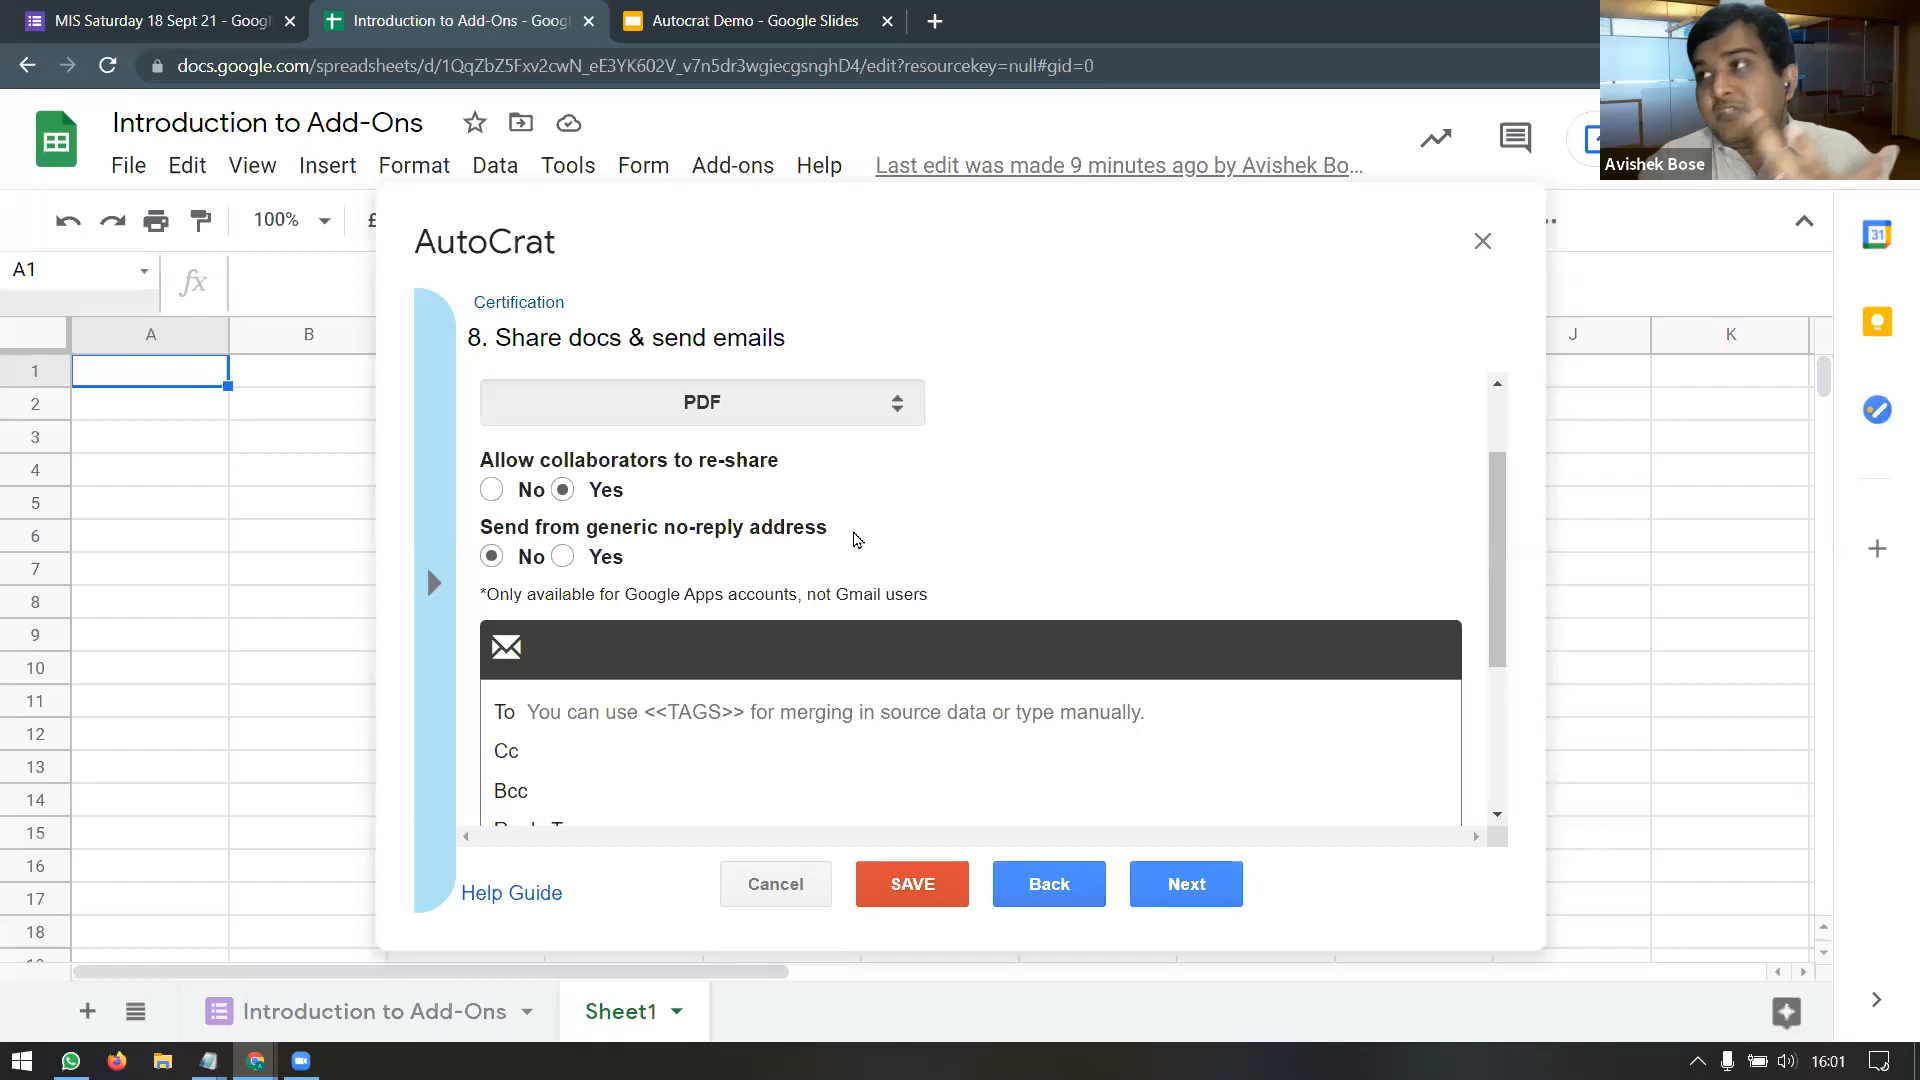 MIS Saturday 18 Sept 21 - Goog
Introduction to Add-Ons - Goog
Autocrat Demo - Google Slides
docs.google.com/spreadsheets/d/1QqZbZ5Fxv2cwN_eE3YK602V_v7n5dr3wgiecgsnghD4/edit?resourcekey=null#gid=0
Avishek Bose
Introduction to Add-Ons
File Edit View Insert Format Data Tools Form Add-ons Help Last edit was made 9 minutes ago by Avishek Bo…
100% £
31
A1
fx
AutoCrat
Certification
8. Share docs & send emails
A B J K
1
2
3
4
5
6
7
8
9
10
11
12
13
14
15
16
17
18
PDF
Allow collaborators to re-share
No Yes
Send from generic no-reply address
No Yes
*Only available for Google Apps accounts, not Gmail users
To You can use <<TAGS>> for merging in source data or type manually.
Cc
Bcc
Cancel SAVE Back Next
Help Guide
Introduction to Add-Ons Sheet1
16:01